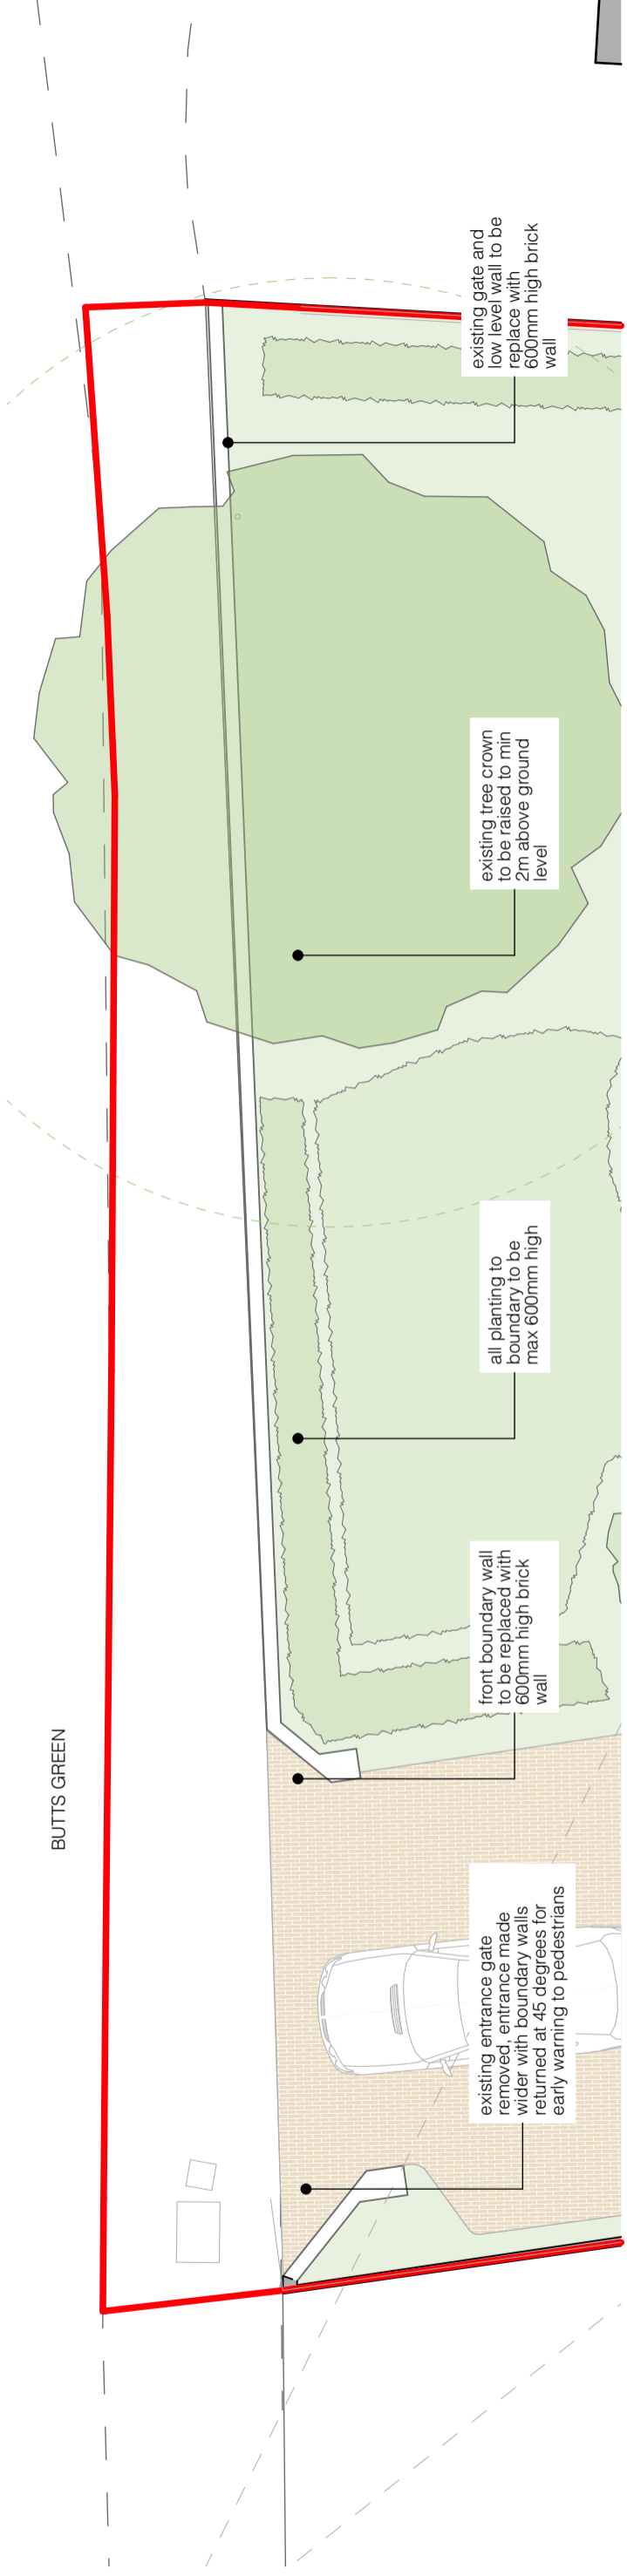 BUTTS GREEN
existing entrance gate
removed, entrance made
wider with boundary walls
returned at 45 degrees for
early warning to pedestrians
front boundary wall
to be replaced with
600mm high brick
wall
all planting to
boundary to be
max 600mm high
existing tree crown
to be raised to min
2m above ground
level
existing gate and
low level wall to be
replace with
600mm high brick
wall